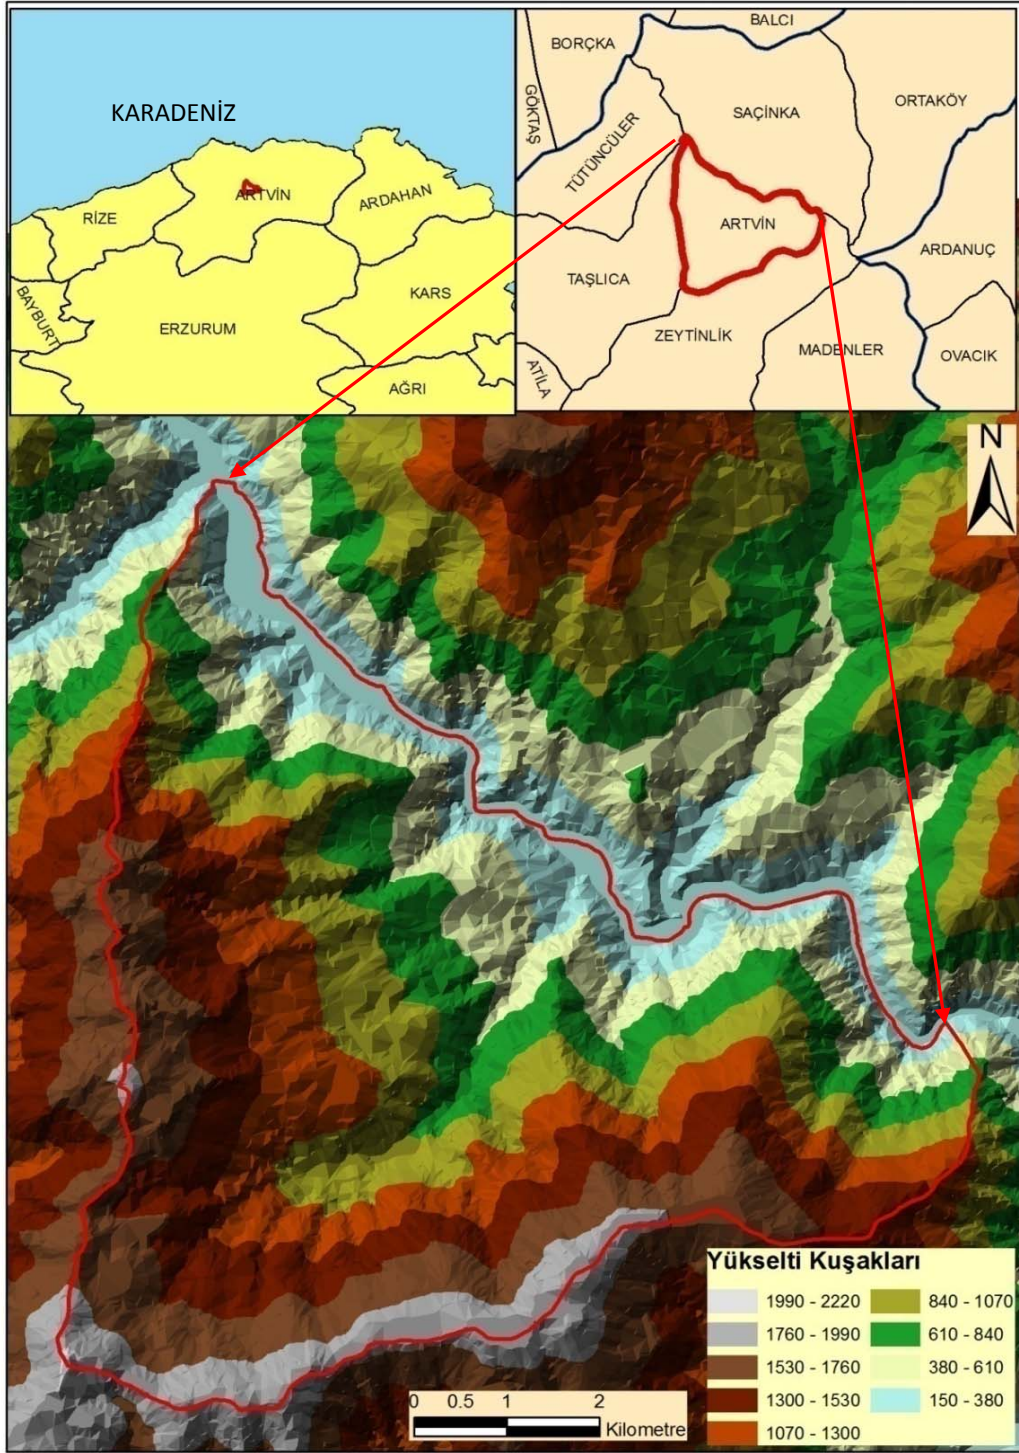 KARADENİZ
ARTVİN
ARDAHAN
RİZE
KARS
BAYBURT
ERZURUM
AĞRI
BALCI
BORÇKA
GÖKTAŞ
SAÇİNKA
ORTAKÖY
TÜTÜNCÜLER
ARTVİN
ARDANUÇ
TAŞLICA
ZEYTİNLİK
MADENLER
OVACIK
ATİLA
N
Yükselti Kuşakları
1990 - 2220
840 - 1070
1760 - 1990
610 - 840
1530 - 1760
380 - 610
1300 - 1530
150 - 380
1070 - 1300
0 0.5 1 2
Kilometre